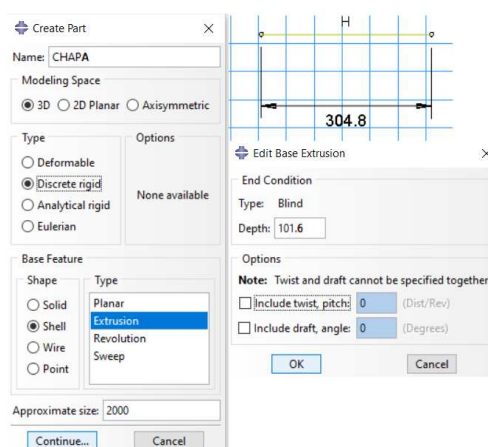 Create Part
Name: CHAPA
Modeling Space
3D 2D Planar Axisymmetric
Type
Deformable
Discrete rigid
Analytical rigid
Eulerian
Options
None available
Base Feature
Shape
Solid
Shell
Wire
Point
Type
Planar
Extrusion
Revolution
Sweep
Approximate size: 2000
Continue... Cancel
H
304.8
Edit Base Extrusion
End Condition
Type: Blind
Depth: 101.6
Options
Note: Twist and draft cannot be specified together
Include twist, pitch: 0 (Dist/Rev)
Include draft, angle: 0 (Degrees)
OK Cancel